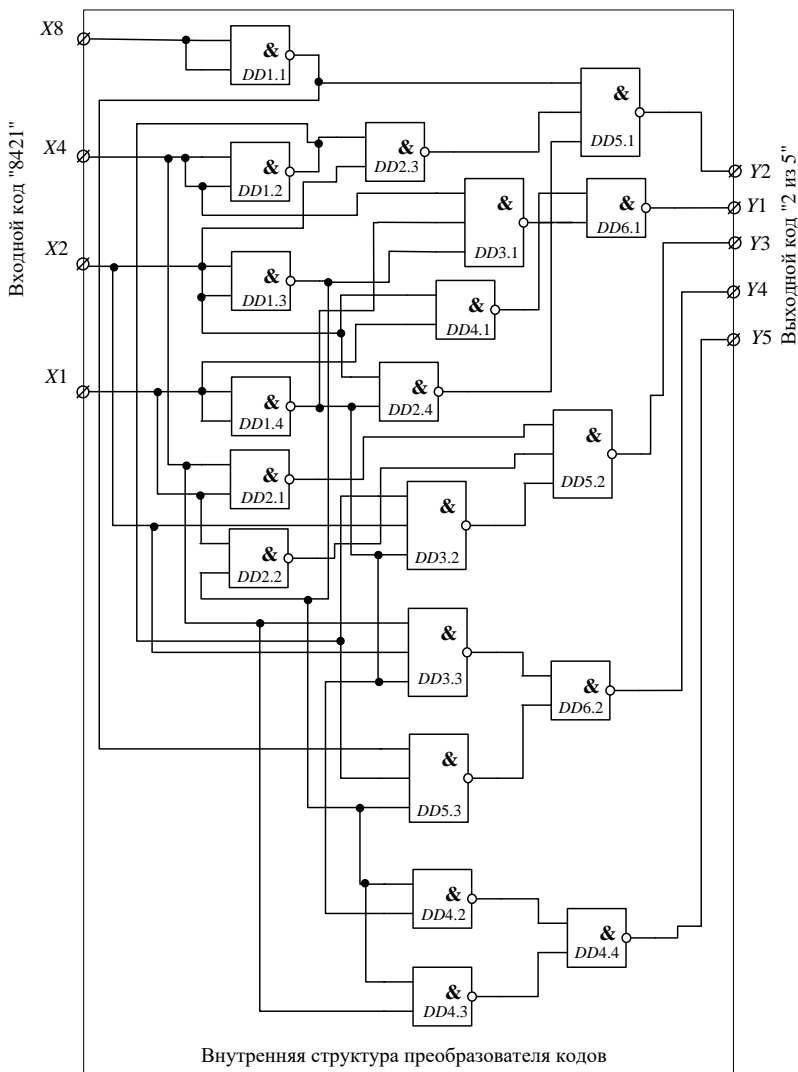 X8
&
DD1.1
&
DD5.1
Входной код "8421"
X4
&
DD1.2
&
DD2.3
Y2
&
DD3.1
&
DD6.1
Y1
X2
&
DD1.3
Y3
&
DD4.1
Y4
Выходной код "2 из 5"
Y5
X1
&
DD1.4
&
DD2.4
&
DD2.1
&
DD5.2
&
DD3.2
&
DD2.2
&
DD3.3
&
DD6.2
&
DD5.3
&
DD4.2
&
DD4.4
&
DD4.3
Внутренняя структура преобразователя кодов